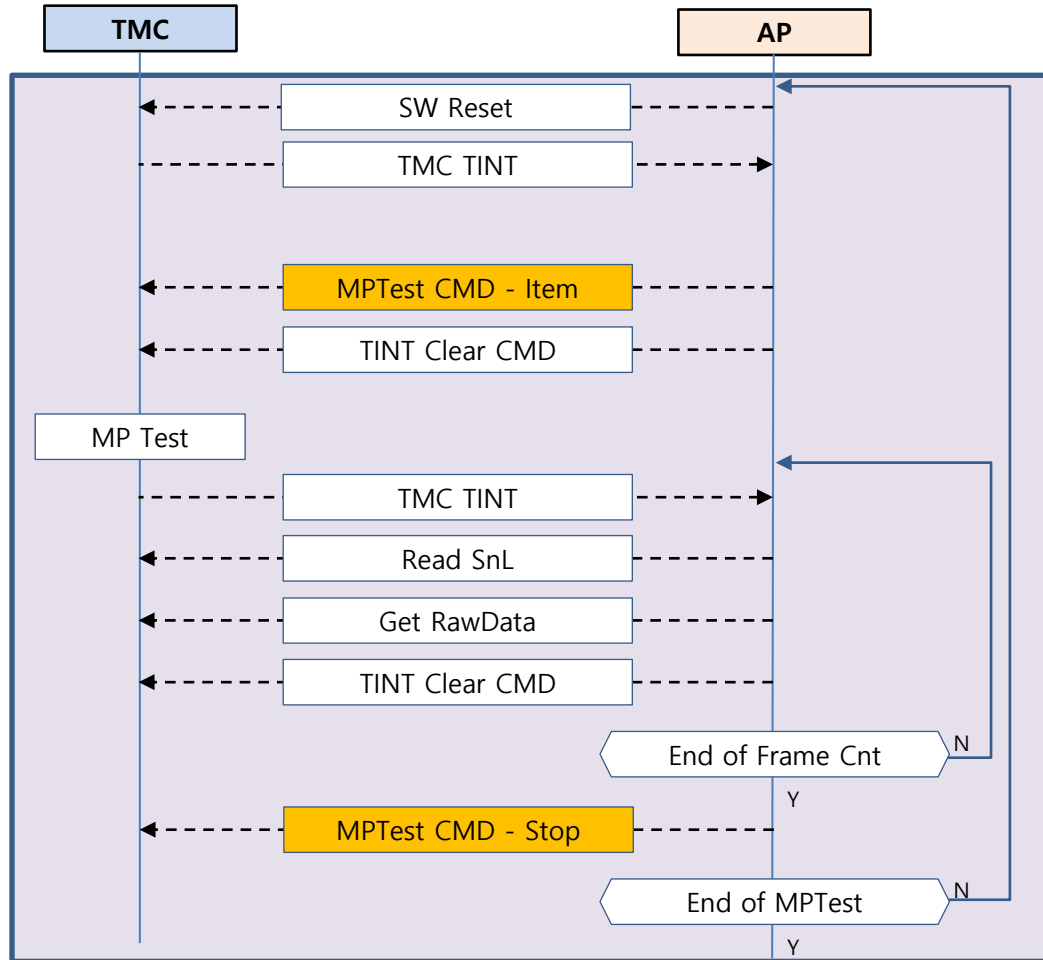 TMC
AP
SW Reset
TMC TINT
MPTest CMD - Item
TINT Clear CMD
MP Test
TMC TINT
Read SnL
Get RawData
TINT Clear CMD
End of Frame Cnt
N
Y
MPTest CMD - Stop
End of MPTest
N
Y